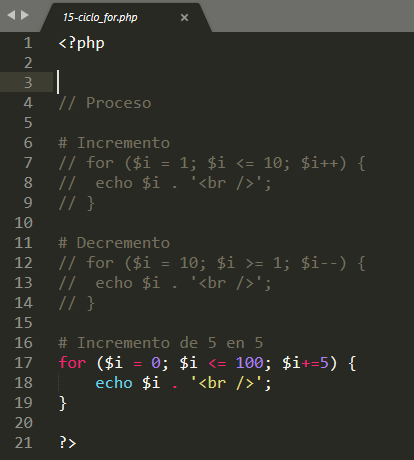 15-ciclo_for.php ×
1 <?php
2
3
4 // Proceso
5
6 # Incremento
7 // for ($i = 1; $i <= 10; $i++) {
8 //  echo $i . '<br />';
9 // }
10
11 # Decremento
12 // for ($i = 10; $i >= 1; $i--) {
13 //  echo $i . '<br />';
14 // }
15
16 # Incremento de 5 en 5
17 for ($i = 0; $i <= 100; $i+=5) {
18     echo $i . '<br />';
19 }
20
21 ?>